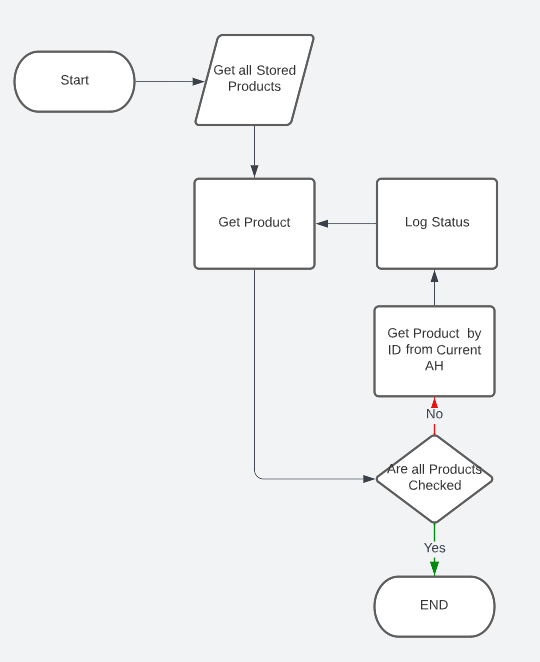 Start
Get all Stored
Products
Get Product
Log Status
Get Product by
ID from Current
AH
No
Are all Products
Checked
Yes
END